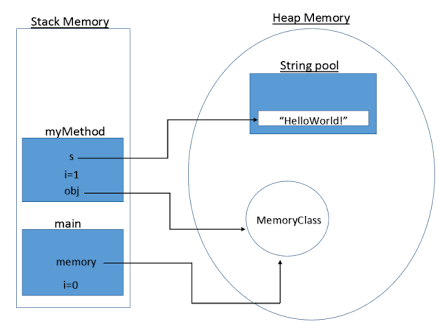 Stack Memory
Heap Memory
String pool
"HelloWorld!"
myMethod
s
i=1
obj
MemoryClass
main
memory
i=0